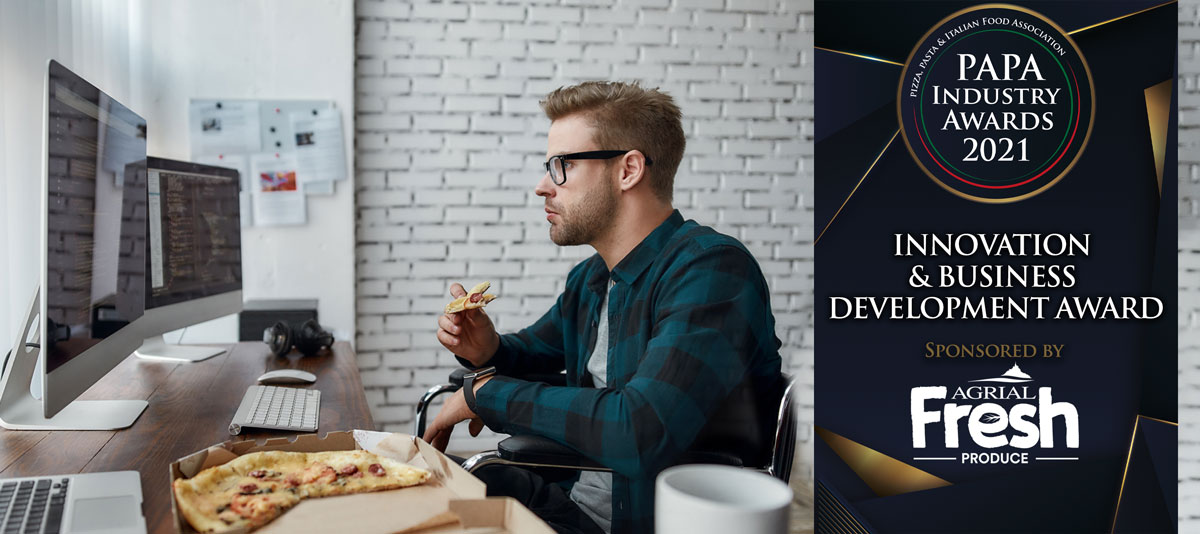 PIZZA, PASTA & ITALIAN FOOD ASSOCIATION
PAPA
INDUSTRY
AWARDS
2021
INNOVATION
& BUSINESS
DEVELOPMENT AWARD
SPONSORED BY
AGRIAL
Fresh
PRODUCE